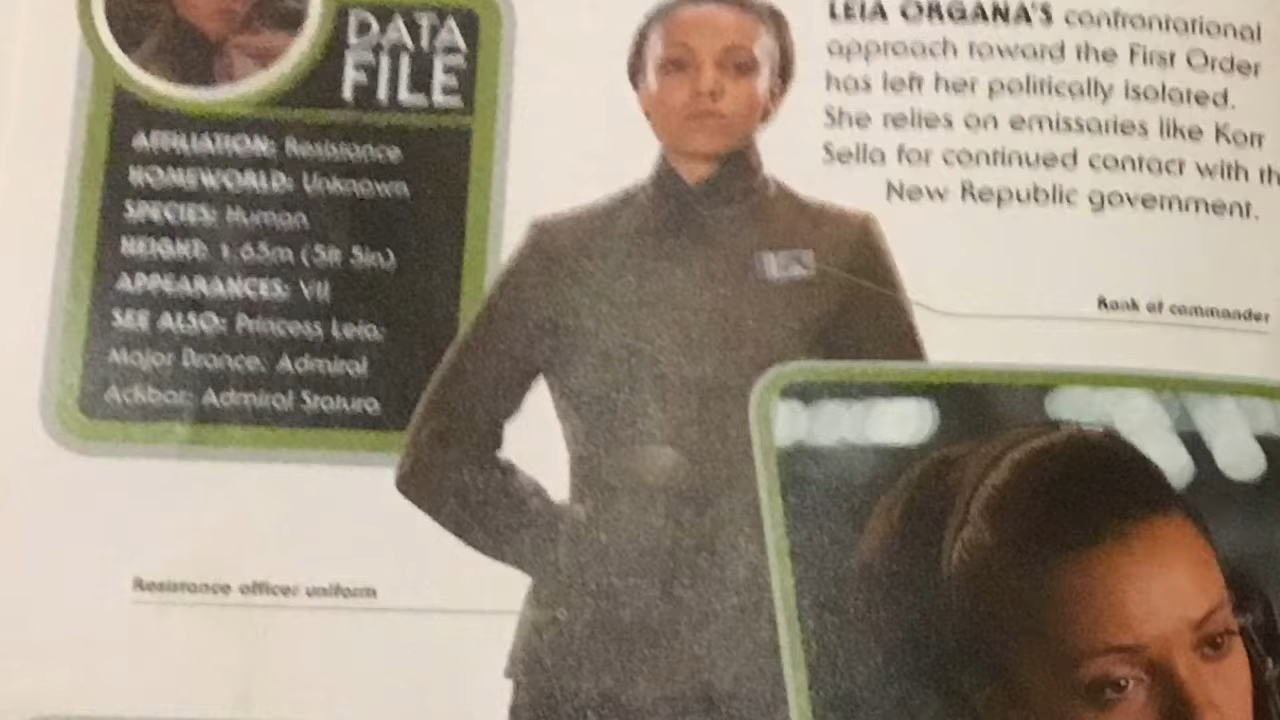 DATA
FILE
AFFILIATION: Resistance
HOMEWORLD: Unknown
SPECIES: Human
HEIGHT: 1.65m (5ft 5in)
APPEARANCES: VII
SEE ALSO: Princess Leia;
Major Brance; Admiral
Ackbar; Admiral Statura
LEIA ORGANA'S confrontational
approach toward the First Order
has left her politically isolated.
She relies on emissaries like Korr
Sella for continued contact with th
New Republic government.
Rank of commander
Resistance officer uniform